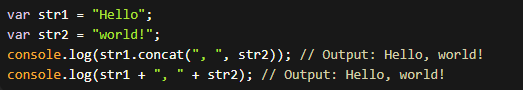 var str1 = "Hello";
var str2 = "world!";
console.log(str1.concat(", ", str2)); // Output: Hello, world!
console.log(str1 + ", " + str2); // Output: Hello, world!